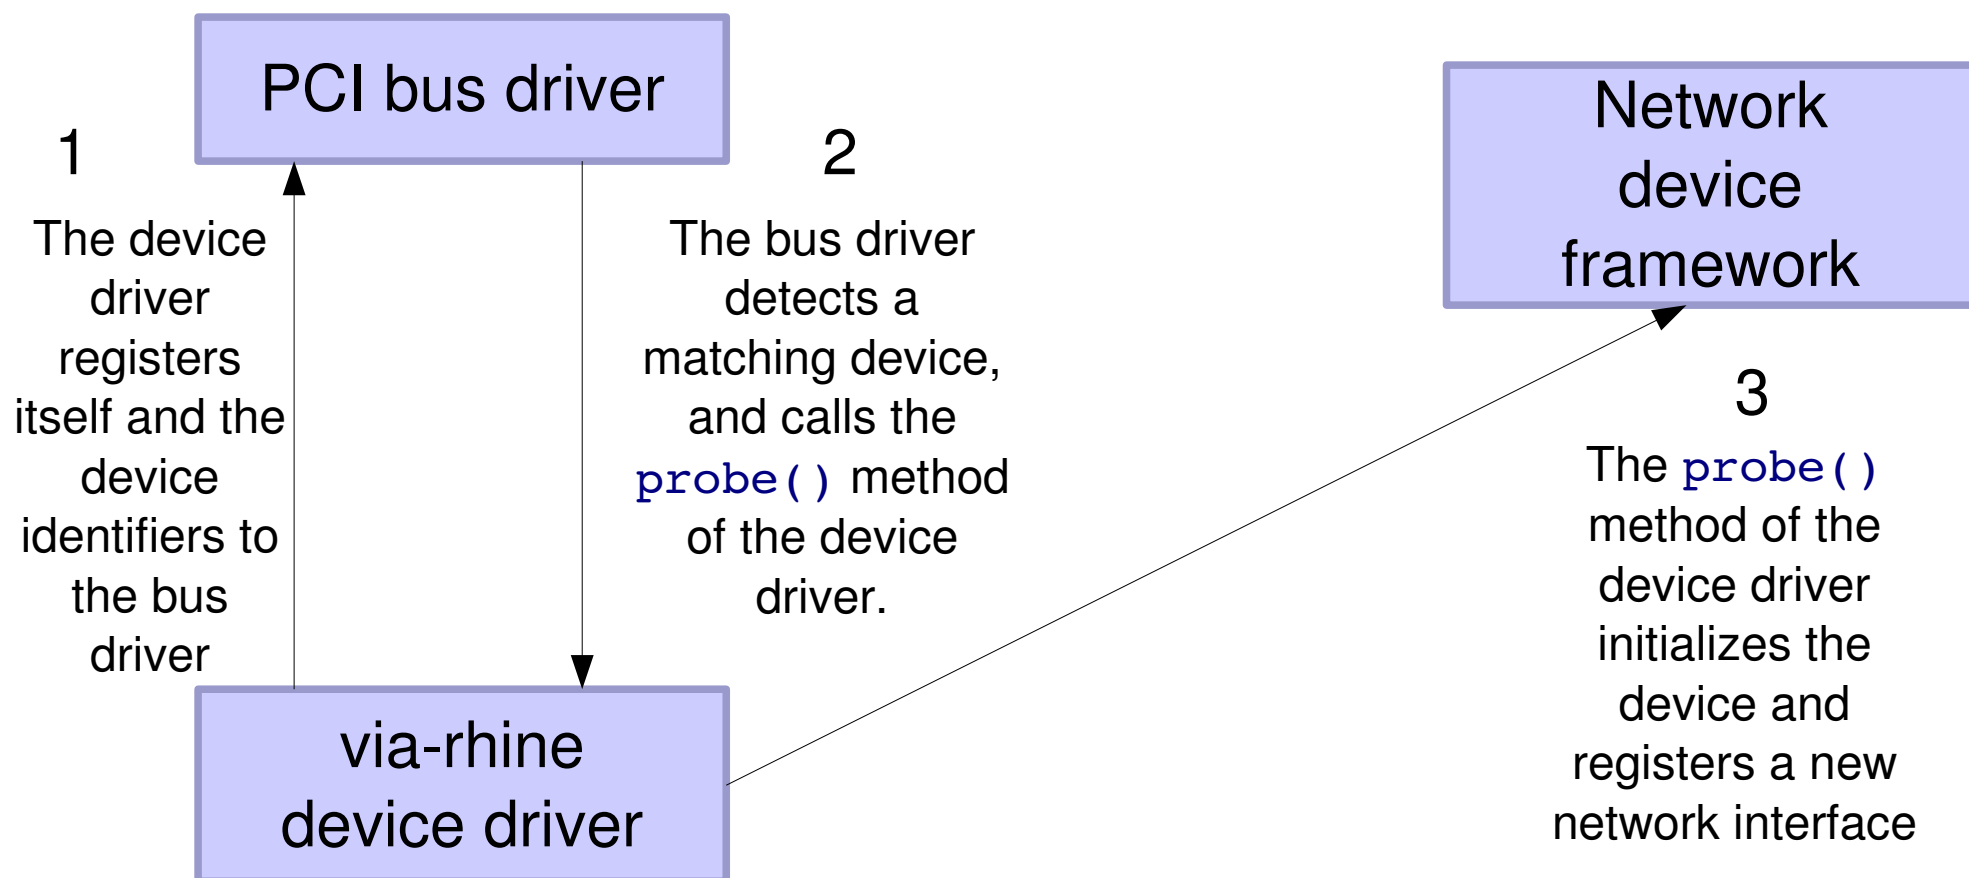 PCI bus driver
1
The device
driver
registers
itself and the
device
identifiers to
the bus
driver
2
The bus driver
detects a
matching device,
and calls the
probe() method
of the device
driver.
Network
device
framework
3
The probe()
method of the
device driver
initializes the
device and
registers a new
network interface
via-rhine
device driver